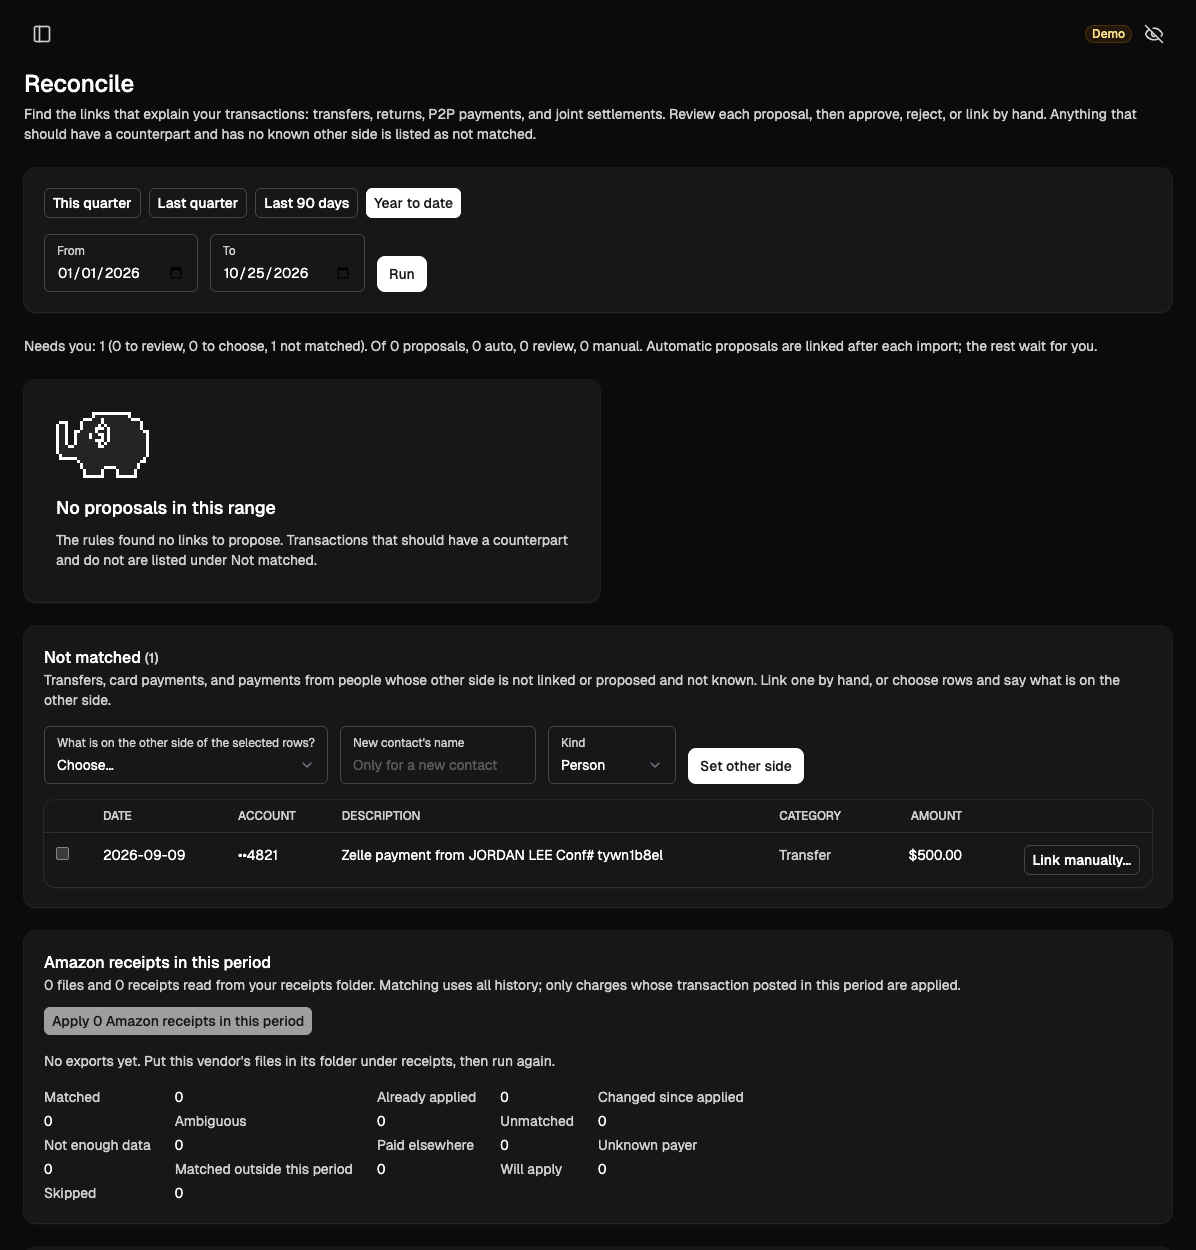 Demo
Reconcile
Find the links that explain your transactions: transfers, returns, P2P payments, and joint settlements. Review each proposal, then approve, reject, or link by hand. Anything that
should have a counterpart and has no known other side is listed as not matched.
This quarter
Last quarter
Last 90 days
Year to date
From
01/01/2026
To
10/25/2026
Run
Needs you: 1 (0 to review, 0 to choose, 1 not matched). Of 0 proposals, 0 auto, 0 review, 0 manual. Automatic proposals are linked after each import; the rest wait for you.
$
No proposals in this range
The rules found no links to propose. Transactions that should have a counterpart
and do not are listed under Not matched.
Not matched (1)
Transfers, card payments, and payments from people whose other side is not linked or proposed and not known. Link one by hand, or choose rows and say what is on the
other side.
What is on the other side of the selected rows?
Choose...
New contact's name
Only for a new contact
Kind
Person
Set other side
DATE ACCOUNT DESCRIPTION CATEGORY AMOUNT
2026-09-09 ••4821 Zelle payment from JORDAN LEE Conf# tywn1b8el Transfer $500.00 Link manually...
Amazon receipts in this period
0 files and 0 receipts read from your receipts folder. Matching uses all history; only charges whose transaction posted in this period are applied.
Apply 0 Amazon receipts in this period
No exports yet. Put this vendor's files in its folder under receipts, then run again.
Matched 0 Already applied 0 Changed since applied
0 Ambiguous 0 Unmatched 0
Not enough data 0 Paid elsewhere 0 Unknown payer
0 Matched outside this period 0 Will apply 0
Skipped 0